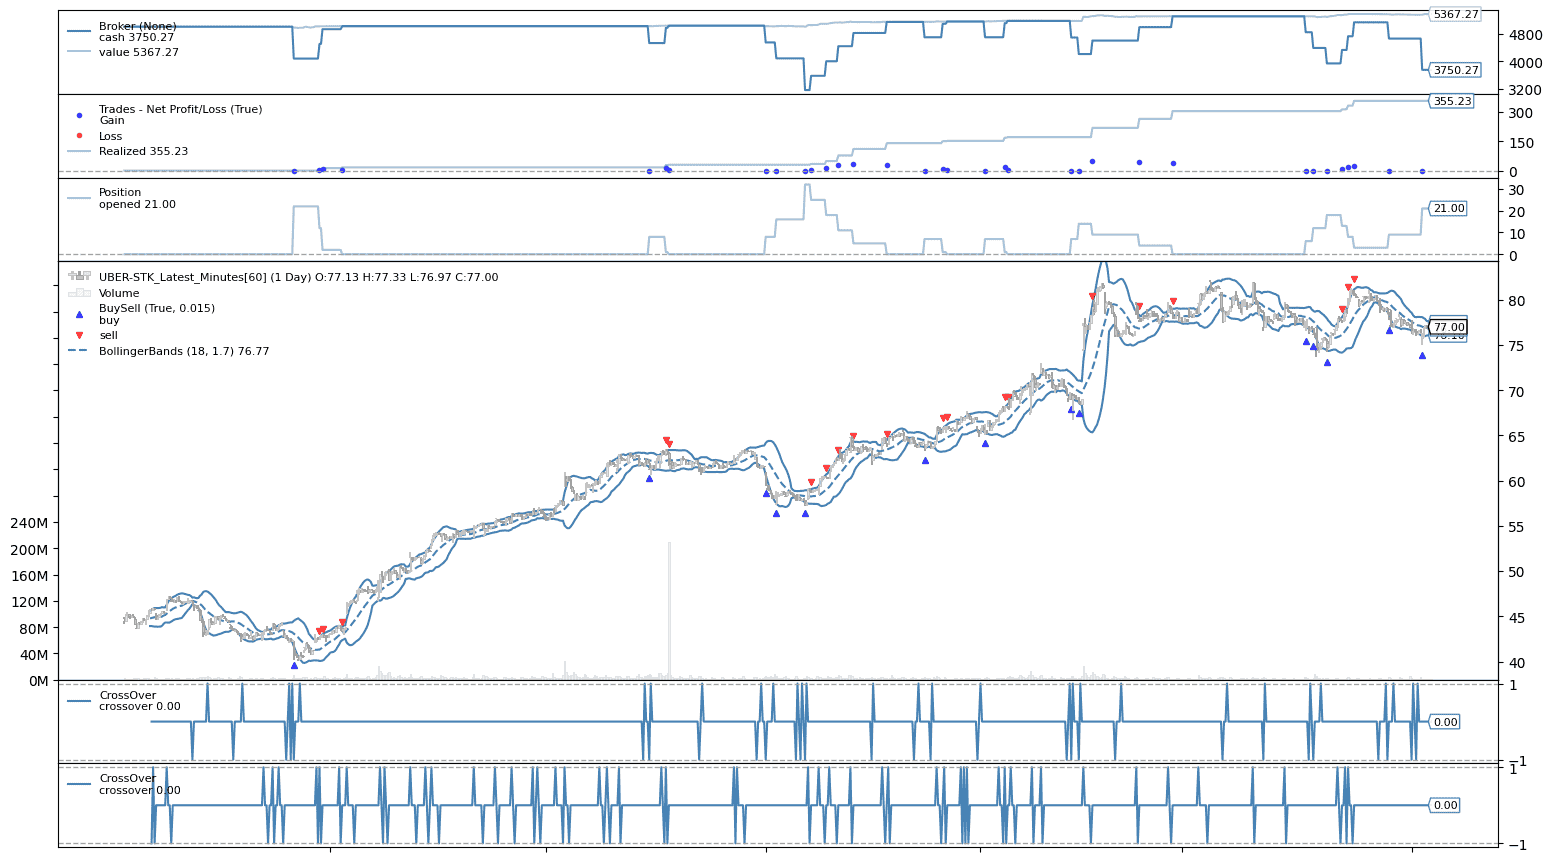 Broker (None)
cash 3750.27
value 5367.27
5367.27
4800
4000
3750.27
3200
Trades - Net Profit/Loss (True)
Gain
Loss
Realized 355.23
355.23
300
150
0
Position
opened 21.00
30
21.00
20
10
0
UBER-STK_Latest_Minutes[60] (1 Day) O:77.13 H:77.33 L:76.97 C:77.00
Volume
BuySell (True, 0.015)
buy
sell
BollingerBands (18, 1.7) 76.77
80
77.00
75
70
65
60
55
50
45
40
240M
200M
160M
120M
80M
40M
0M
CrossOver
crossover 0.00
1
0.00
−1
CrossOver
crossover 0.00
1
0.00
−1